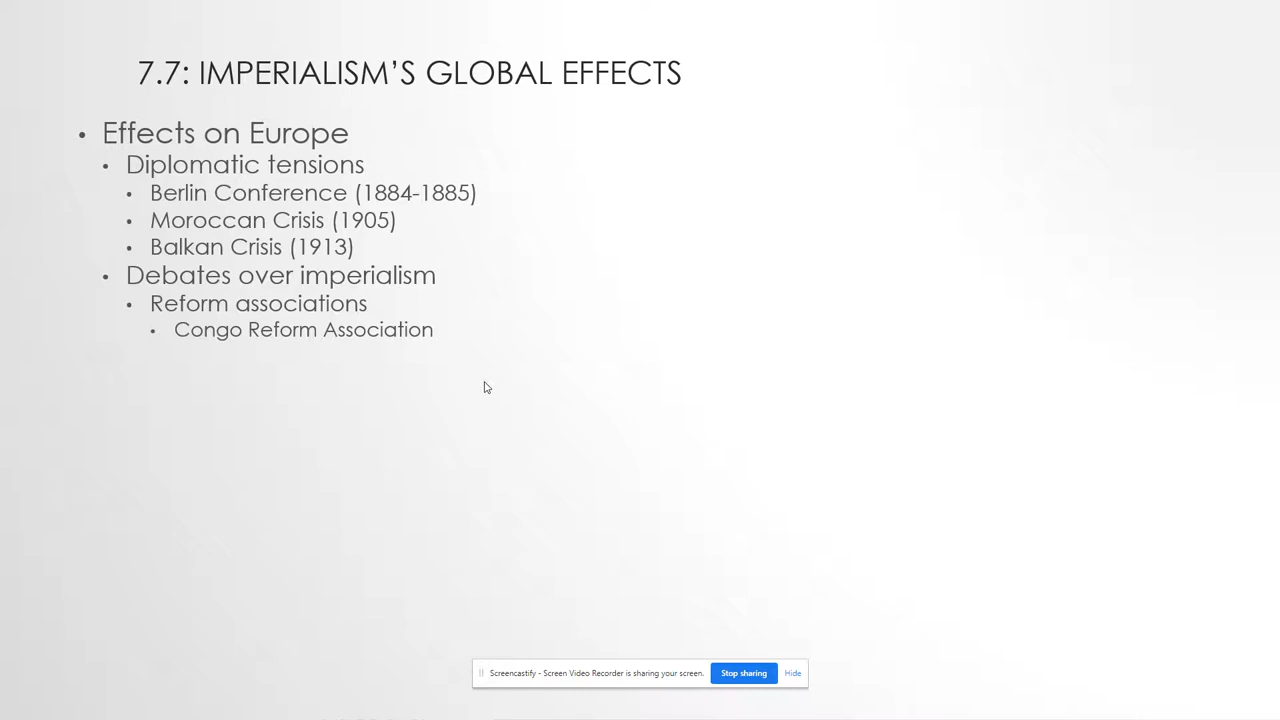 7.7: IMPERIALISM’S GLOBAL EFFECTS
• Effects on Europe
• Diplomatic tensions
• Berlin Conference (1884-1885)
• Moroccan Crisis (1905)
• Balkan Crisis (1913)
• Debates over imperialism
• Reform associations
• Congo Reform Association
Screencastify - Screen Video Recorder is sharing your screen. Stop sharing Hide